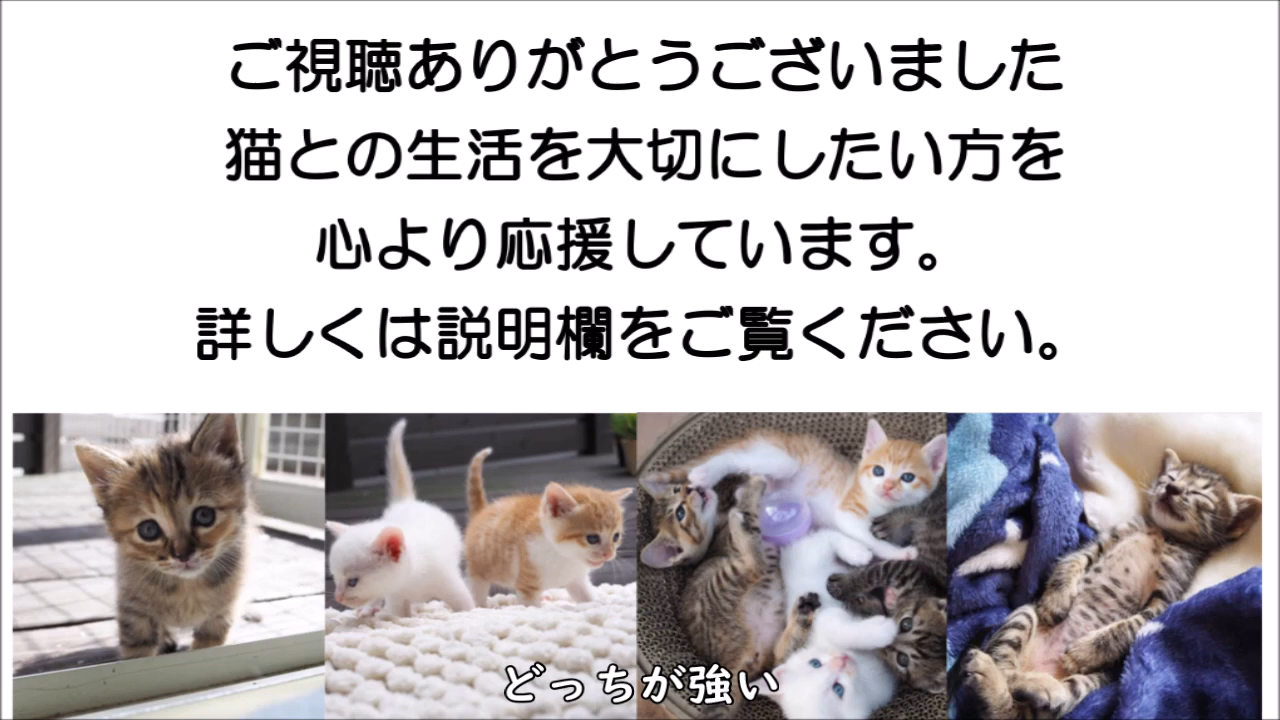 ご視聴ありがとうございました
猫との生活を大切にしたい方を
心より応援しています。
詳しくは説明欄をご覧ください。
どっちが強い